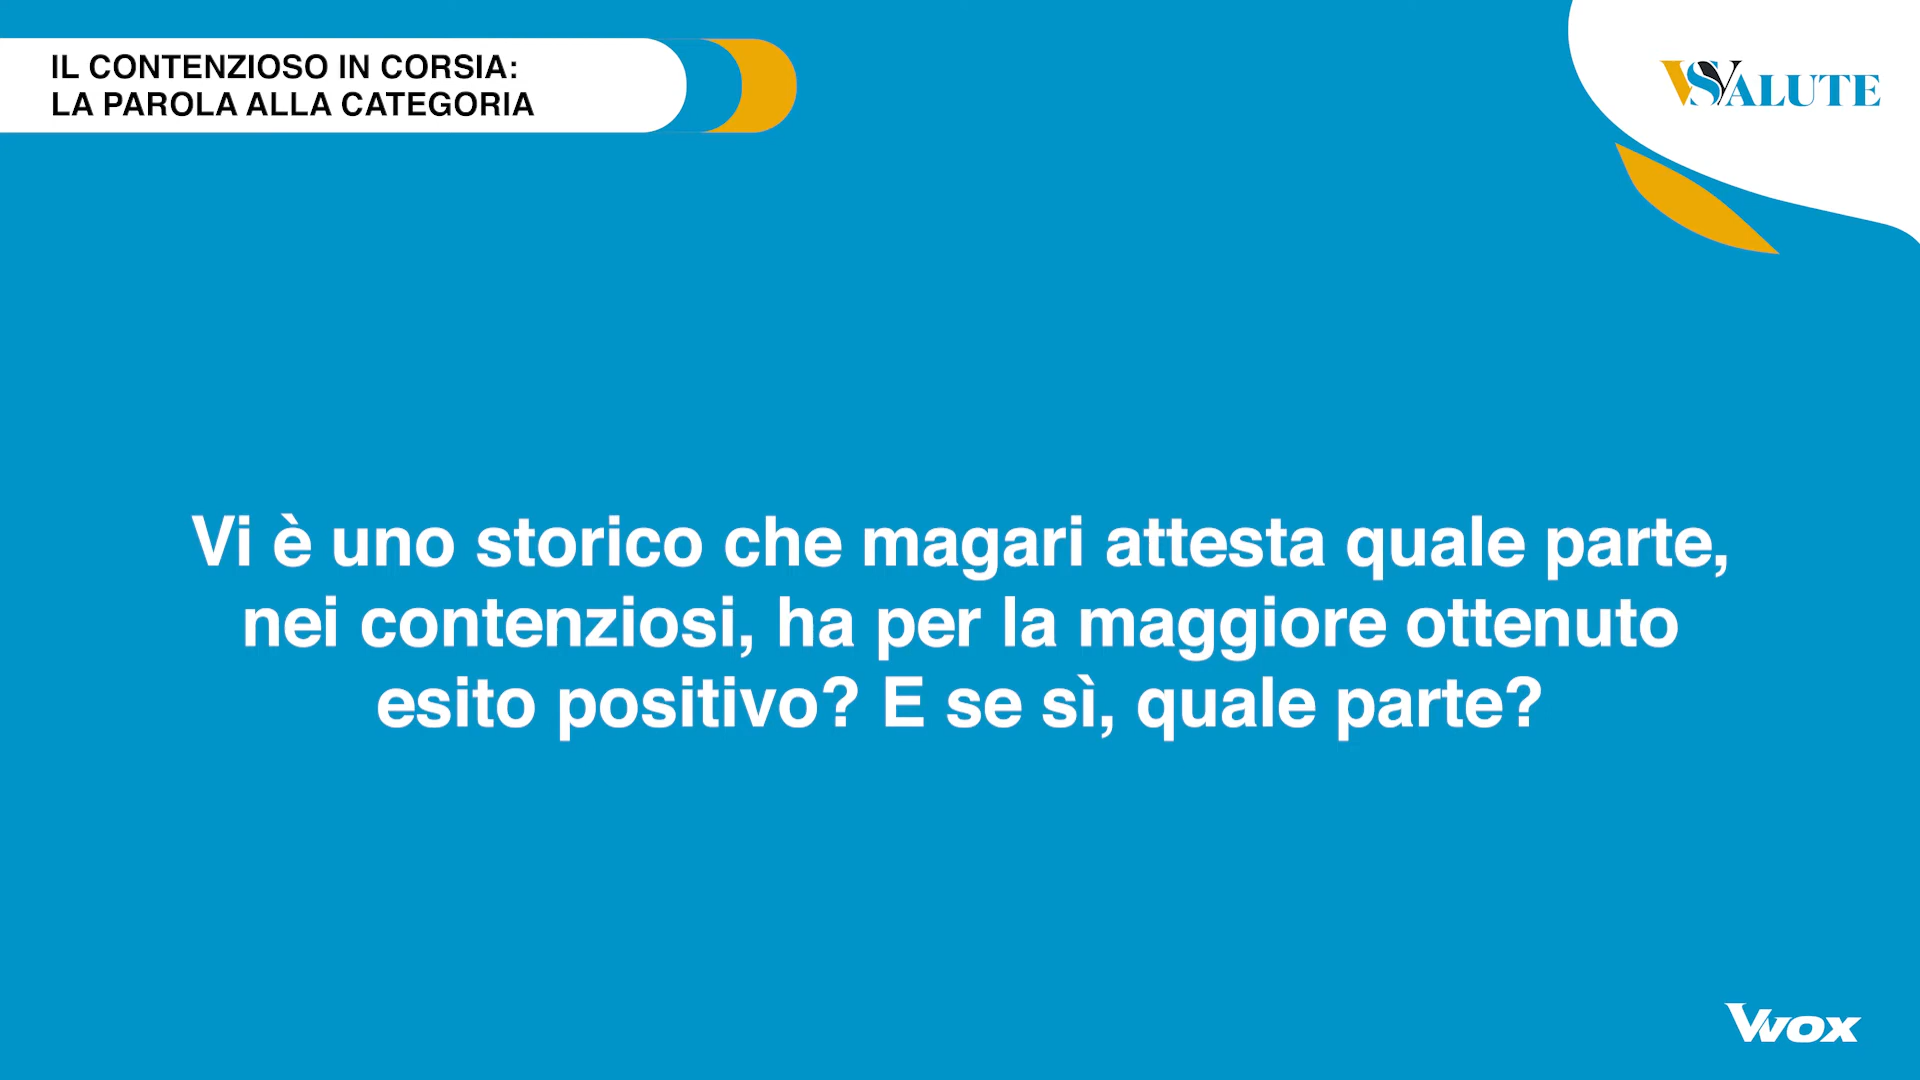 IL CONTENZIOSO IN CORSIA:
LA PAROLA ALLA CATEGORIA
VSALUTE
Vi è uno storico che magari attesta quale parte,
nei contenziosi, ha per la maggiore ottenuto
esito positivo? E se sì, quale parte?
Vvox